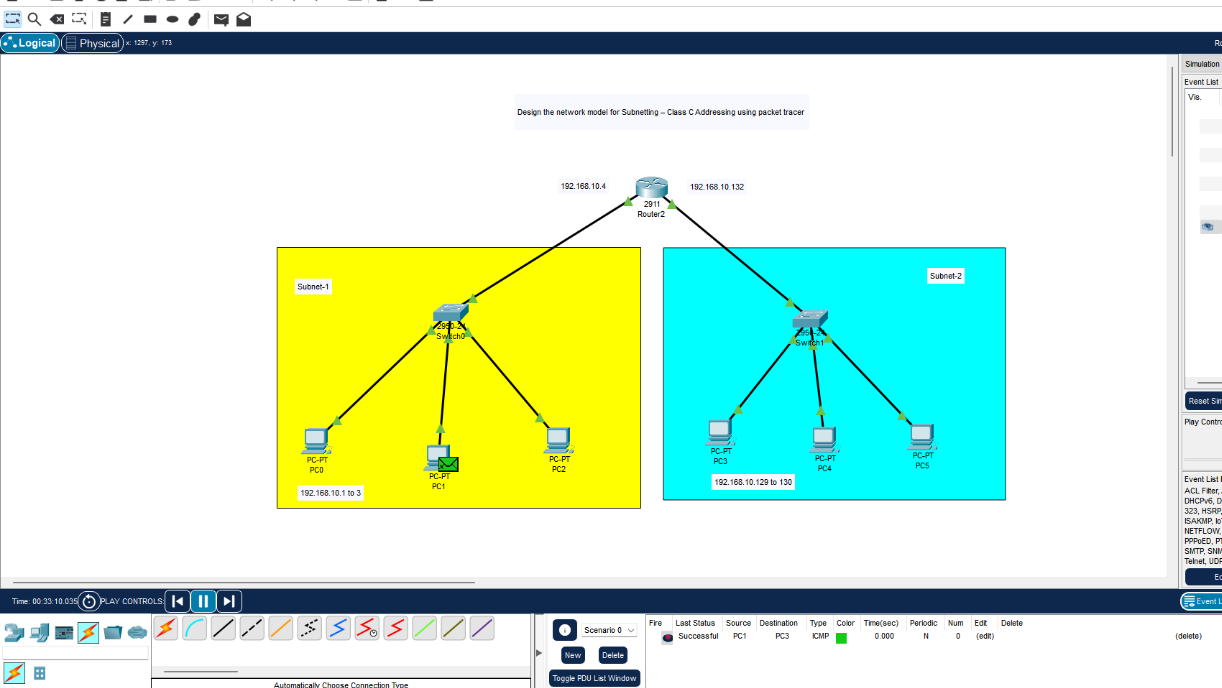 Logical
Physical
x: 1297, y: 173
Simulation
Event List
Vis.
Design the network model for Subnetting – Class C Addressing using packet tracer
192.168.10.4
192.168.10.132
2911
Router2
Subnet-1
Subnet-2
2950-24
Switch0
2950-24
Switch1
PC-PT
PC0
PC-PT
PC1
PC-PT
PC2
PC-PT
PC3
PC-PT
PC4
PC-PT
PC5
192.168.10.1 to 3
192.168.10.129 to 130
Reset Sim
Play Contro
Event List
ACL Filter,
DHCPv6, D
323, HSRP,
ISAKMP, Io
NETFLOW,
PPPoED, PT
SMTP, SNM
Telnet, UDP
Time: 00:33:10.035
PLAY CONTROLS:
Event L
Scenario 0
New
Delete
Toggle PDU List Window
Fire Last Status Source Destination Type Color Time(sec) Periodic Num Edit Delete
Successful PC1 PC3 ICMP 0.000 N 0 (edit) (delete)
Automatically Choose Connection Type